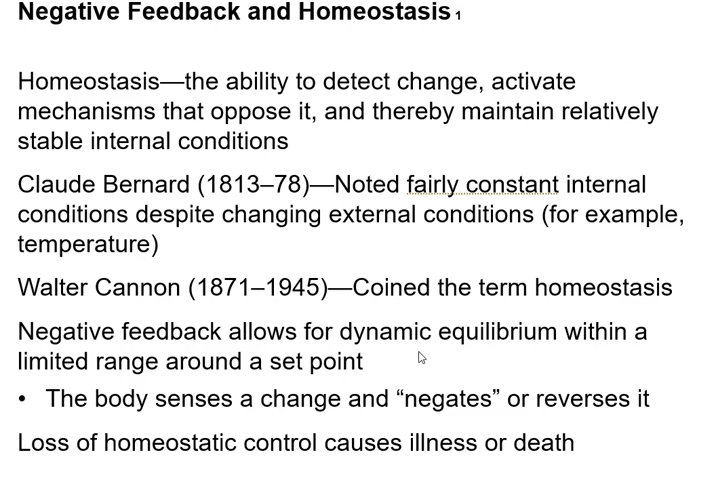 Negative Feedback and Homeostasis 1
Homeostasis—the ability to detect change, activate
mechanisms that oppose it, and thereby maintain relatively
stable internal conditions
Claude Bernard (1813–78)—Noted fairly constant internal
conditions despite changing external conditions (for example,
temperature)
Walter Cannon (1871–1945)—Coined the term homeostasis
Negative feedback allows for dynamic equilibrium within a
limited range around a set point
• The body senses a change and “negates” or reverses it
Loss of homeostatic control causes illness or death